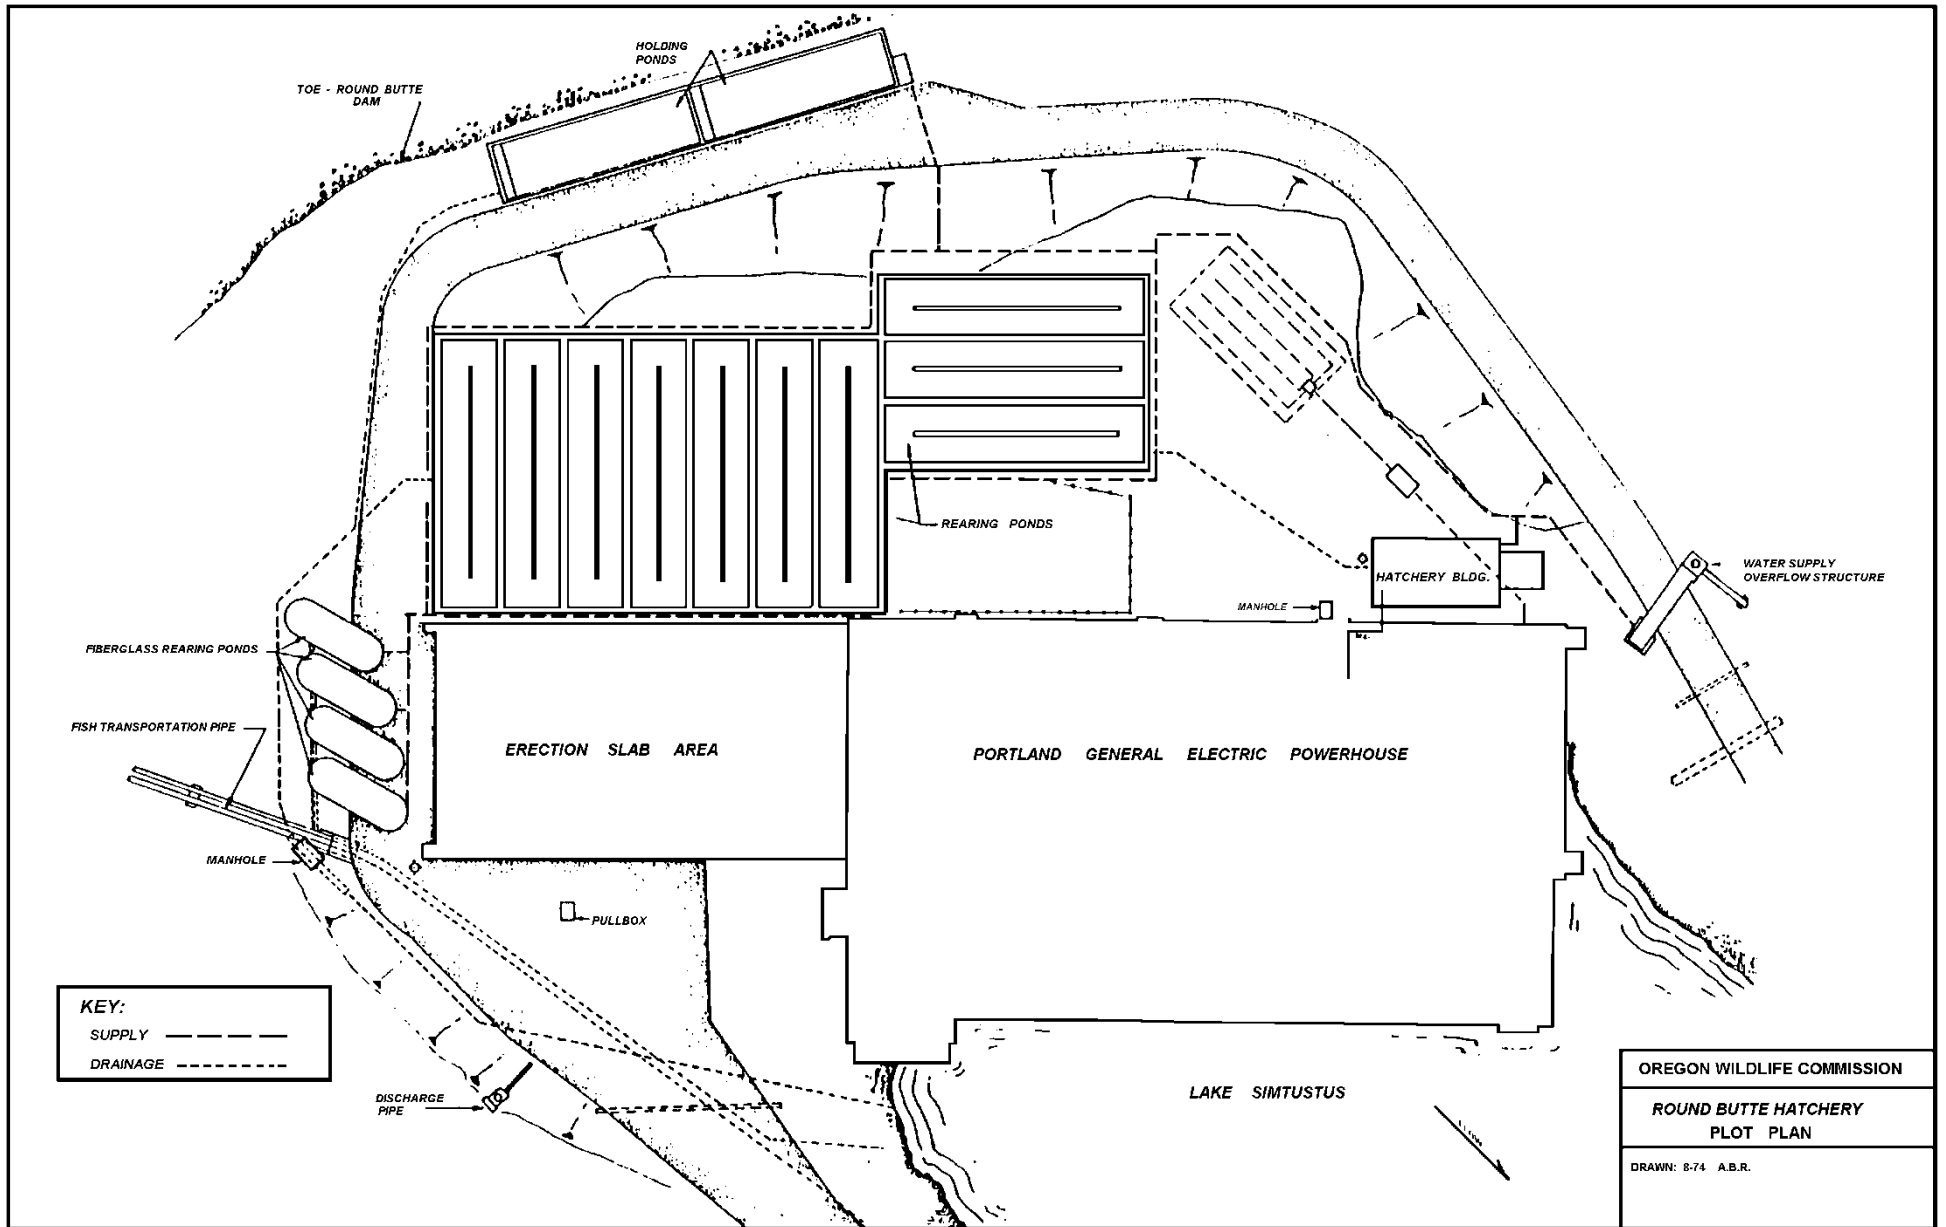 HOLDING
PONDS
TOE - ROUND BUTTE
DAM
REARING PONDS
HATCHERY BLDG.
WATER SUPPLY
OVERFLOW STRUCTURE
MANHOLE
FIBERGLASS REARING PONDS
FISH TRANSPORTATION PIPE
ERECTION SLAB AREA
PORTLAND GENERAL ELECTRIC POWERHOUSE
MANHOLE
PULLBOX
KEY:
SUPPLY
DRAINAGE
DISCHARGE
PIPE
LAKE SIMTUSTUS
OREGON WILDLIFE COMMISSION
ROUND BUTTE HATCHERY
PLOT PLAN
DRAWN: 8-74 A.B.R.